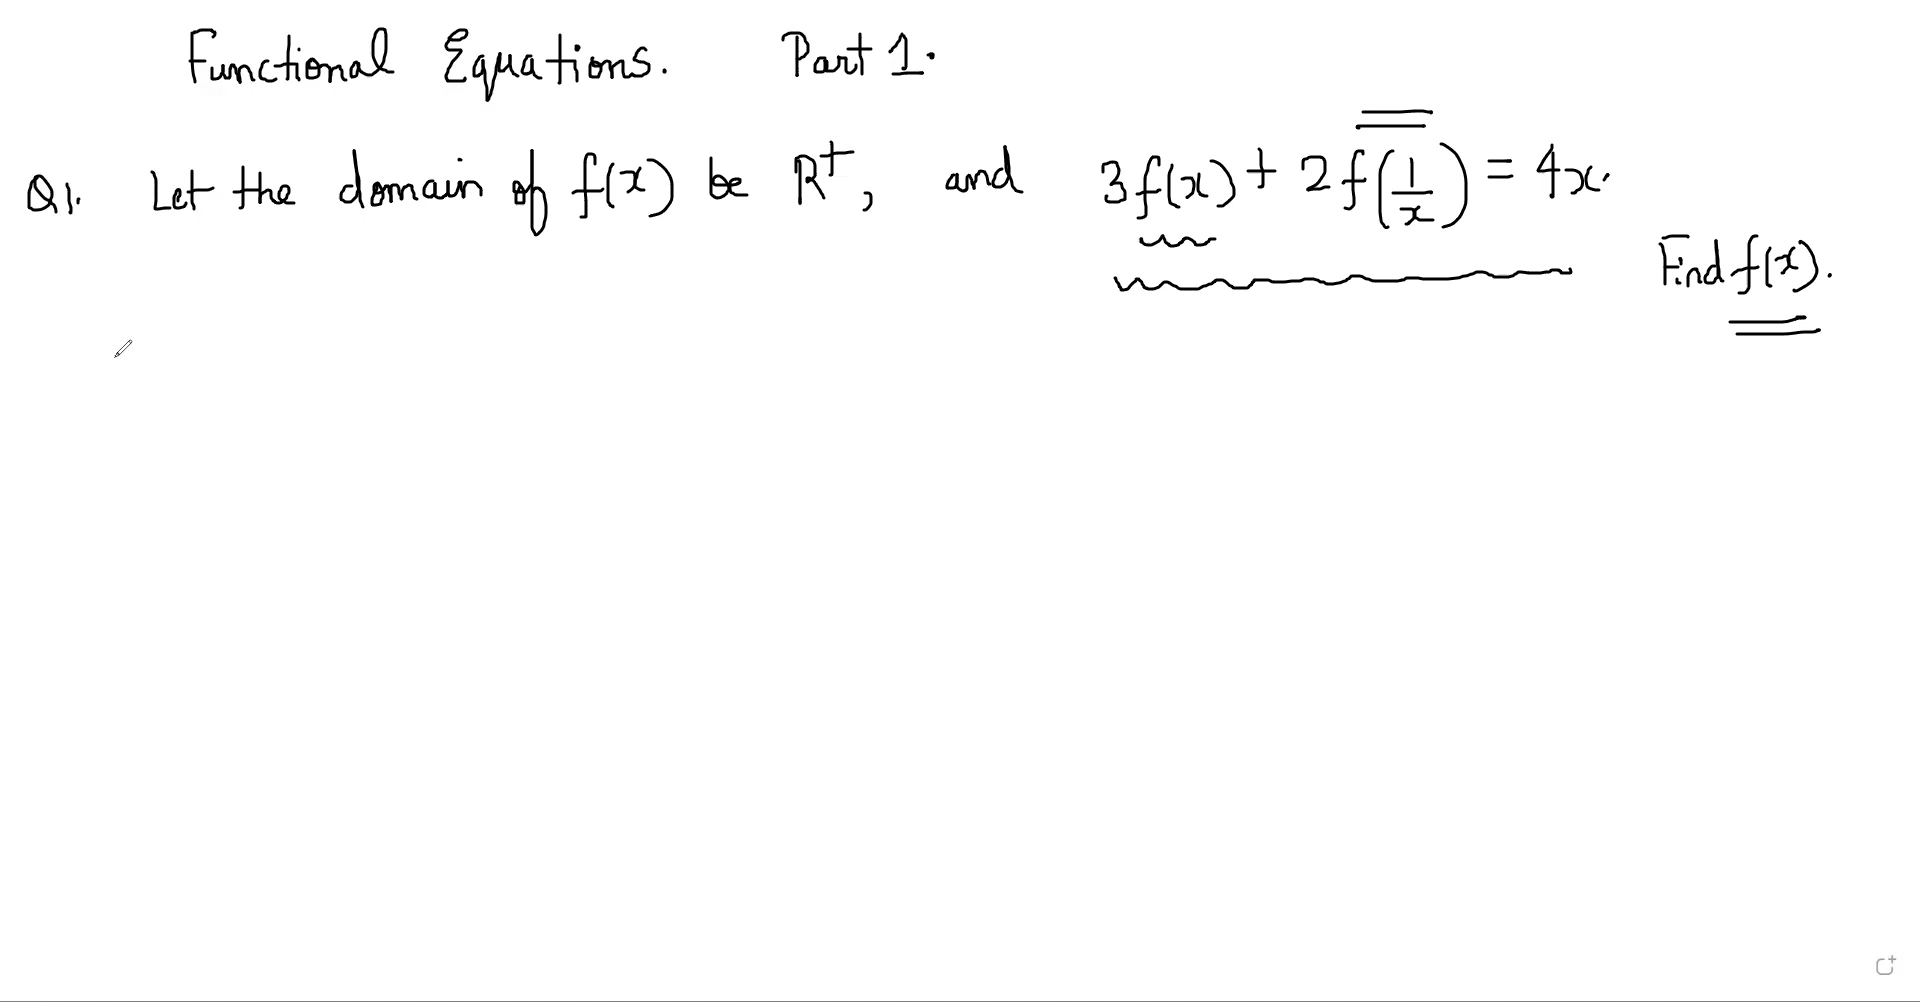 Functional Equations. Part 1.
Q1. Let the domain of f(x) be R⁺, and 3f(x) + 2f(1/x) = 4x.
Find f(x).